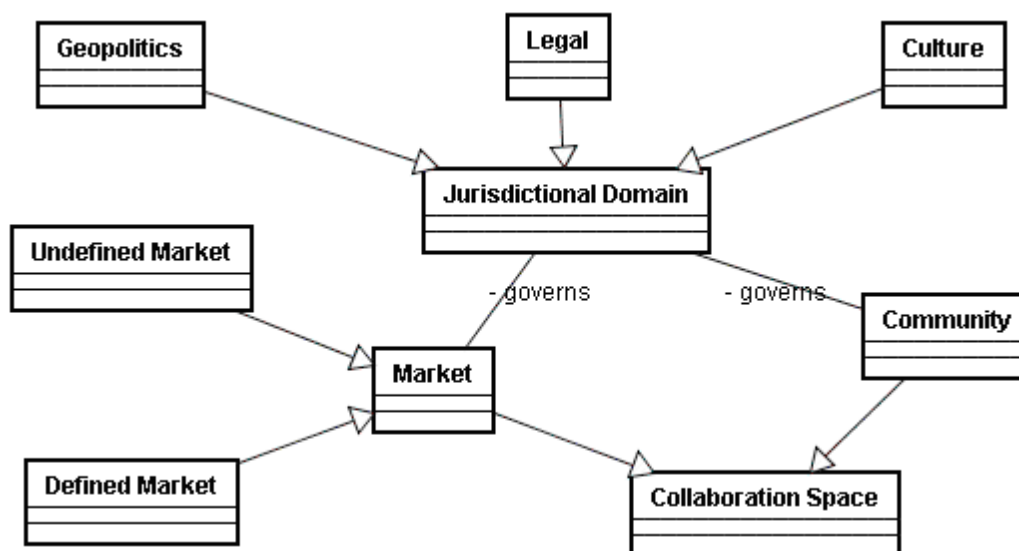 Geopolitics
Legal
Culture
Jurisdictional Domain
Undefined Market
- governs
- governs
Community
Market
Defined Market
Collaboration Space